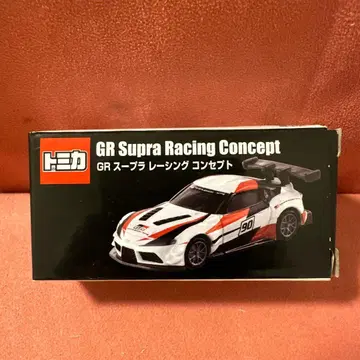 トミカ
GR Supra Racing Concept
GR スープラ レーシング コンセプト
90